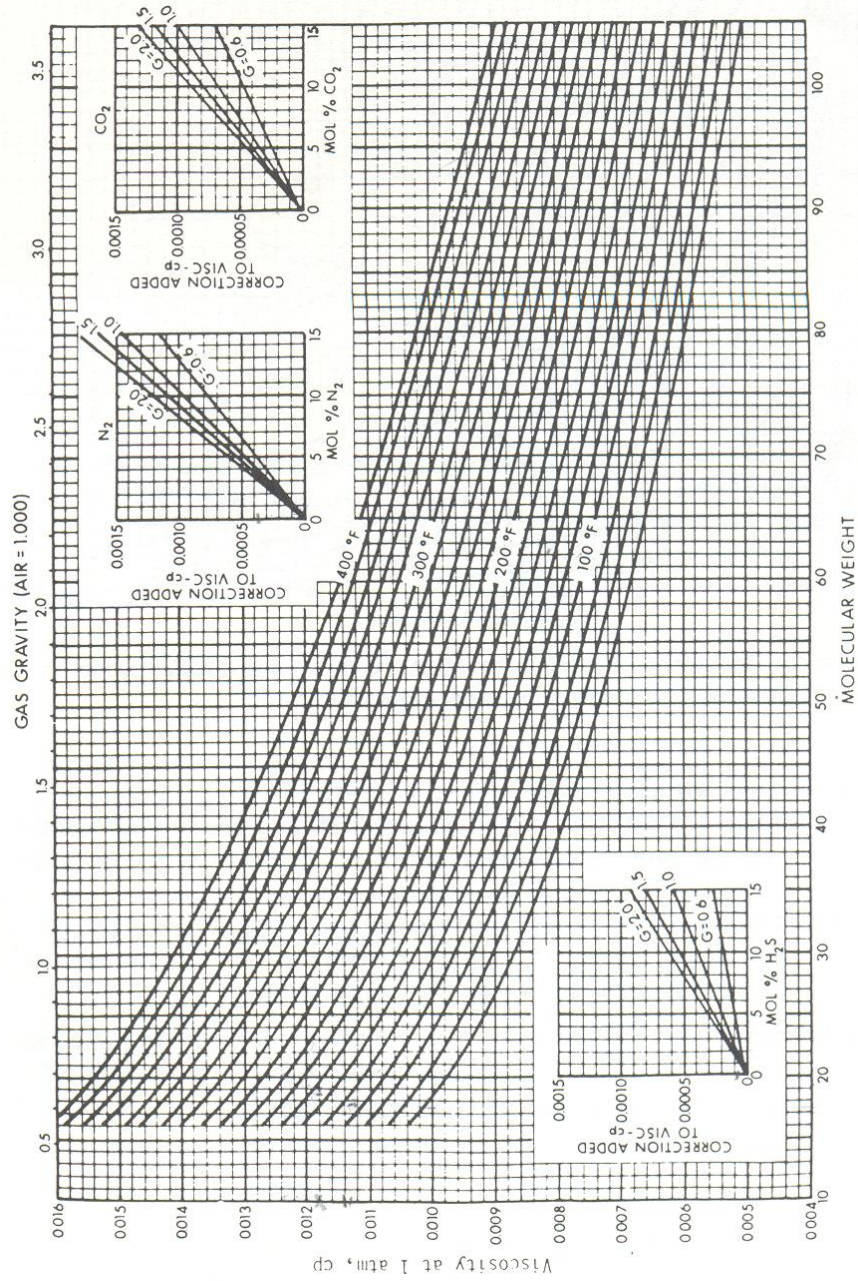 GAS GRAVITY (AIR = 1.000)
0.5
1.0
1.5
2.0
2.5
3.0
3.5
Viscosity at 1 atm, cp
0.016
0.015
0.014
0.013
0.012
0.011
0.010
0.009
0.008
0.007
0.006
0.005
0.004
10
20
30
40
50
60
70
80
90
100
MOLECULAR WEIGHT
400 °F
300 °F
200 °F
100 °F
CORRECTION ADDED
TO VISC-cp
0.0015
0.0010
0.0005
0
H2S
G=2.0
1.5
1.0
G=0.6
0
5
10
15
MOL % H2S
CORRECTION ADDED
TO VISC-cp
N2
0.0015
0.0010
0.0005
0
G=2.0
1.5
1.0
G=0.6
0
5
10
15
MOL % N2
CORRECTION ADDED
TO VISC-cp
CO2
0.0015
0.0010
0.0005
0
G=2.0
1.5
1.0
G=0.6
0
5
10
15
MOL % CO2